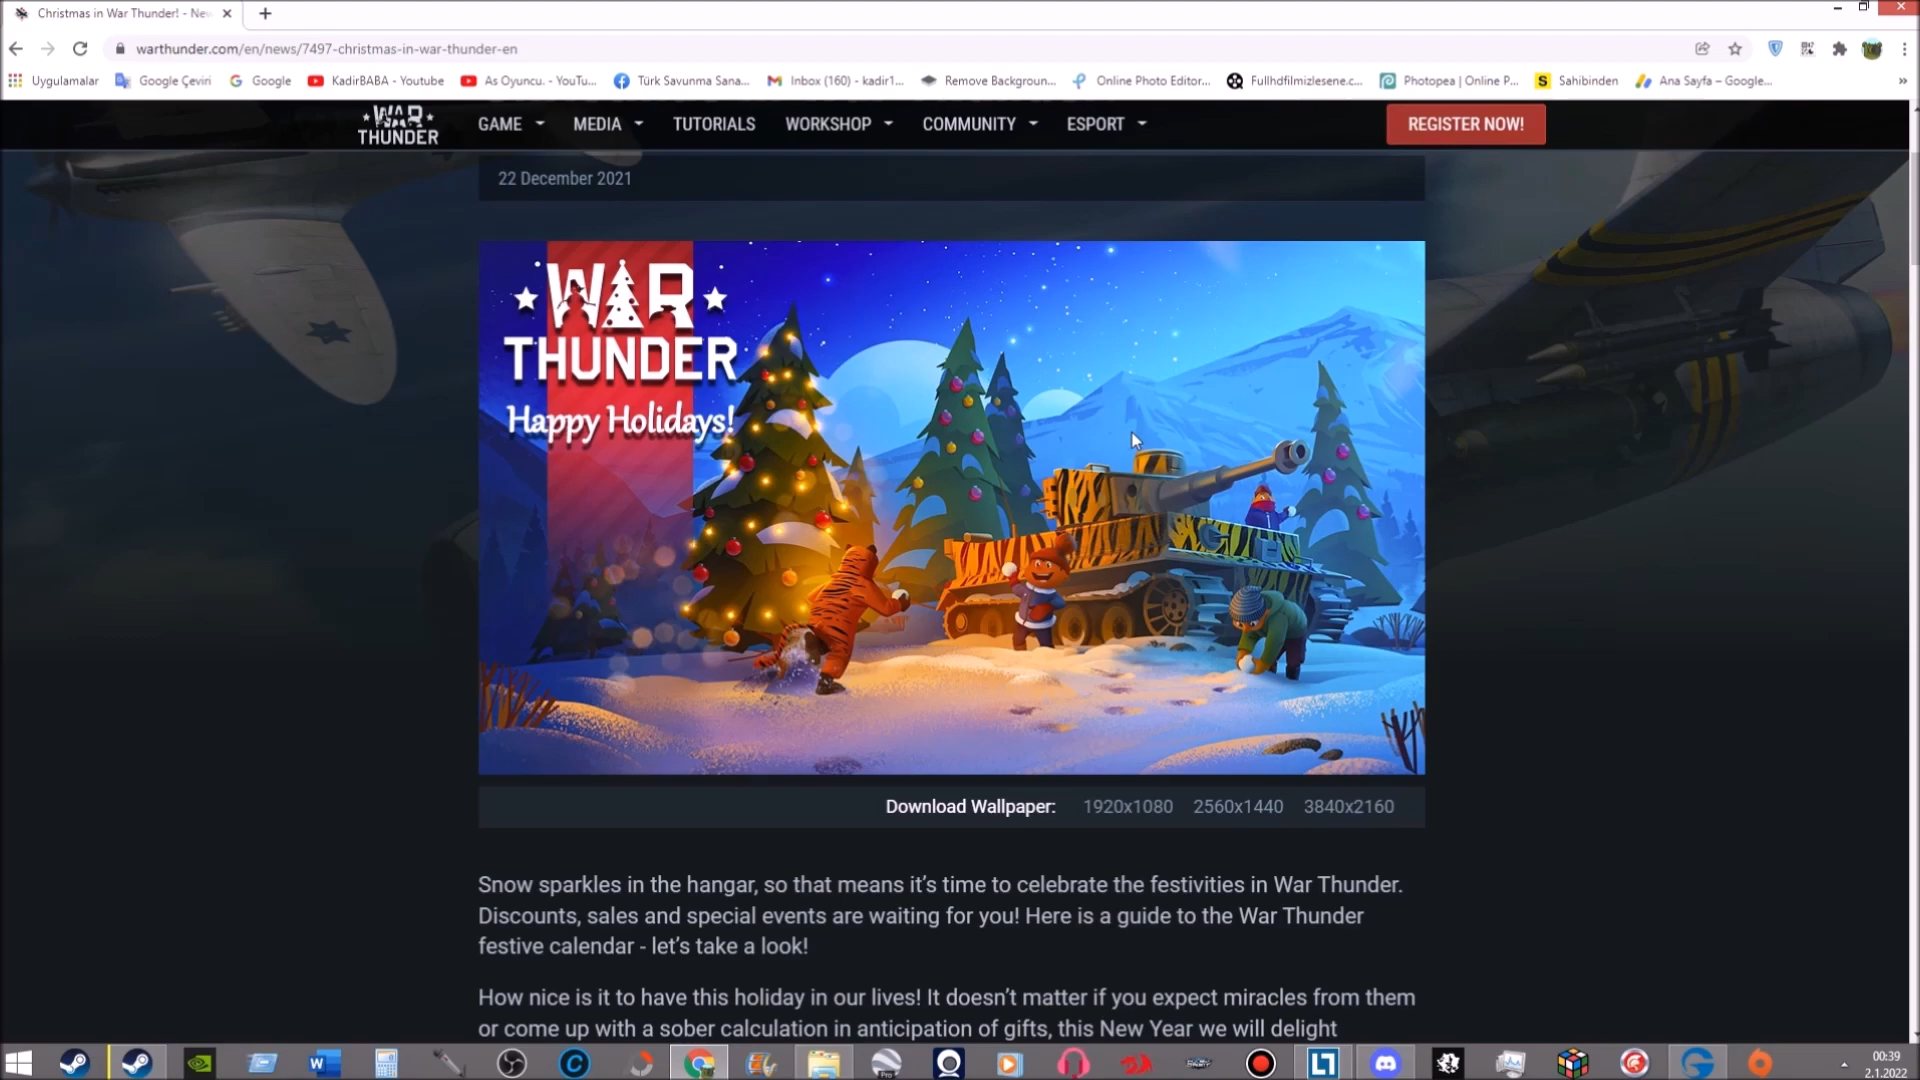 Christmas in War Thunder! - Ne
warthunder.com/en/news/7497-christmas-in-war-thunder-en
Uygulamalar
Google Çeviri
Google
KadirBABA - Youtube
As Oyuncu. - YouTu...
Türk Savunma Sana...
Inbox (160) - kadir1...
Remove Backgroun...
Online Photo Editor...
Fullhdfilmizlesene.c...
Photopea | Online P...
Sahibinden
Ana Sayfa – Google...
WAR THUNDER
GAME
MEDIA
TUTORIALS
WORKSHOP
COMMUNITY
ESPORT
REGISTER NOW!
22 December 2021
WAR
THUNDER
Happy Holidays!
Download Wallpaper: 1920x1080 2560x1440 3840x2160
Snow sparkles in the hangar, so that means it’s time to celebrate the festivities in War Thunder.
Discounts, sales and special events are waiting for you! Here is a guide to the War Thunder
festive calendar - let’s take a look!
How nice is it to have this holiday in our lives! It doesn’t matter if you expect miracles from them
or come up with a sober calculation in anticipation of gifts, this New Year we will delight
00:39
2.1.2022